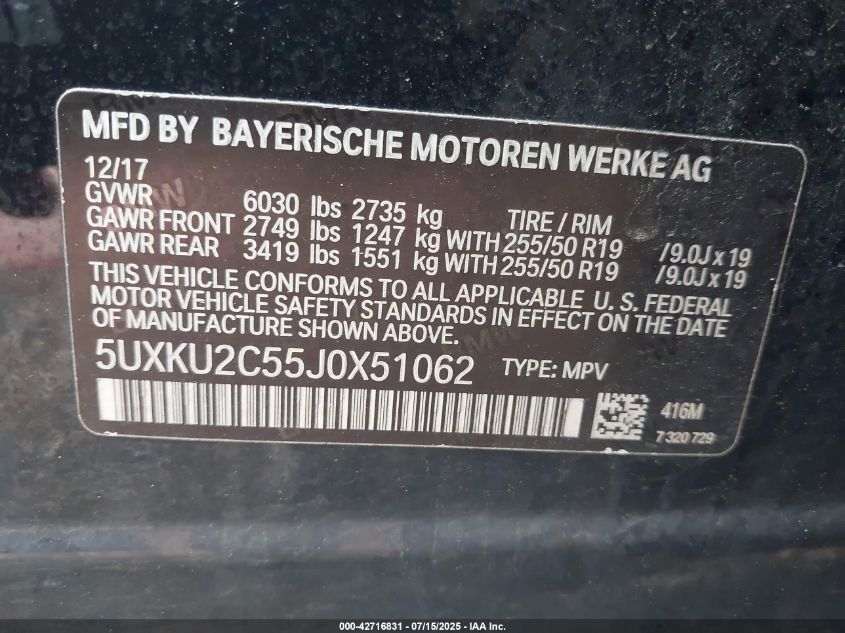 MFD BY BAYERISCHE MOTOREN WERKE AG
12/17
GVWR 6030 lbs 2735 kg TIRE / RIM
GAWR FRONT 2749 lbs 1247 kg WITH 255/50 R19 /9.0J x 19
GAWR REAR 3419 lbs 1551 kg WITH 255/50 R19 /9.0J x 19
THIS VEHICLE CONFORMS TO ALL APPLICABLE U. S. FEDERAL
MOTOR VEHICLE SAFETY STANDARDS IN EFFECT ON THE DATE
OF MANUFACTURE SHOWN ABOVE.
5UXKU2C55J0X51062 TYPE: MPV
416M
7 320 729
000-42716831 - 07/15/2025 - IAA Inc.